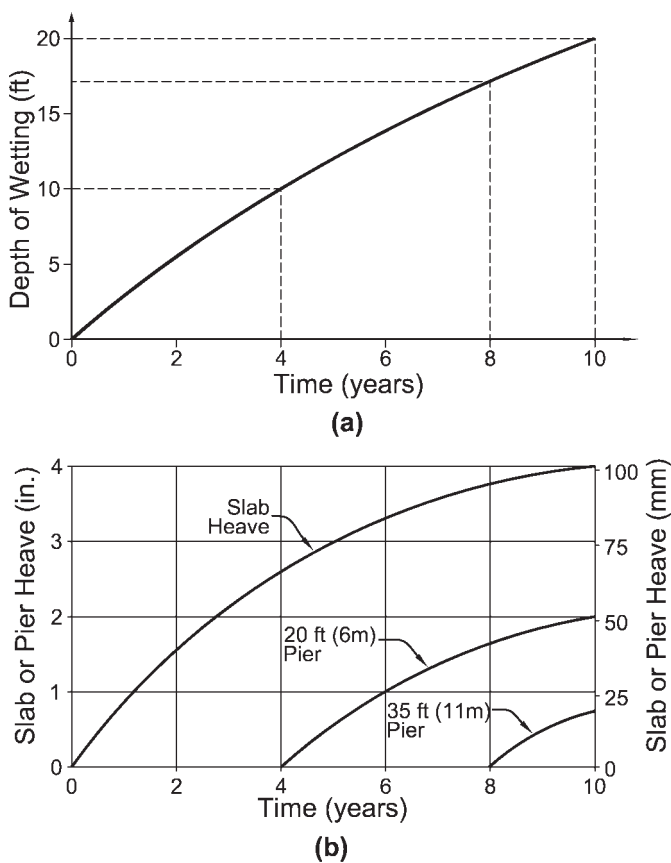 20
15
10
5
0
Depth of Wetting (ft)
0 2 4 6 8 10
Time (years)
(a)
4
3
2
1
0
Slab or Pier Heave (in.)
Slab
Heave
20 ft (6m)
Pier
35 ft (11m)
Pier
100
75
50
25
0
Slab or Pier Heave (mm)
0 2 4 6 8 10
Time (years)
(b)